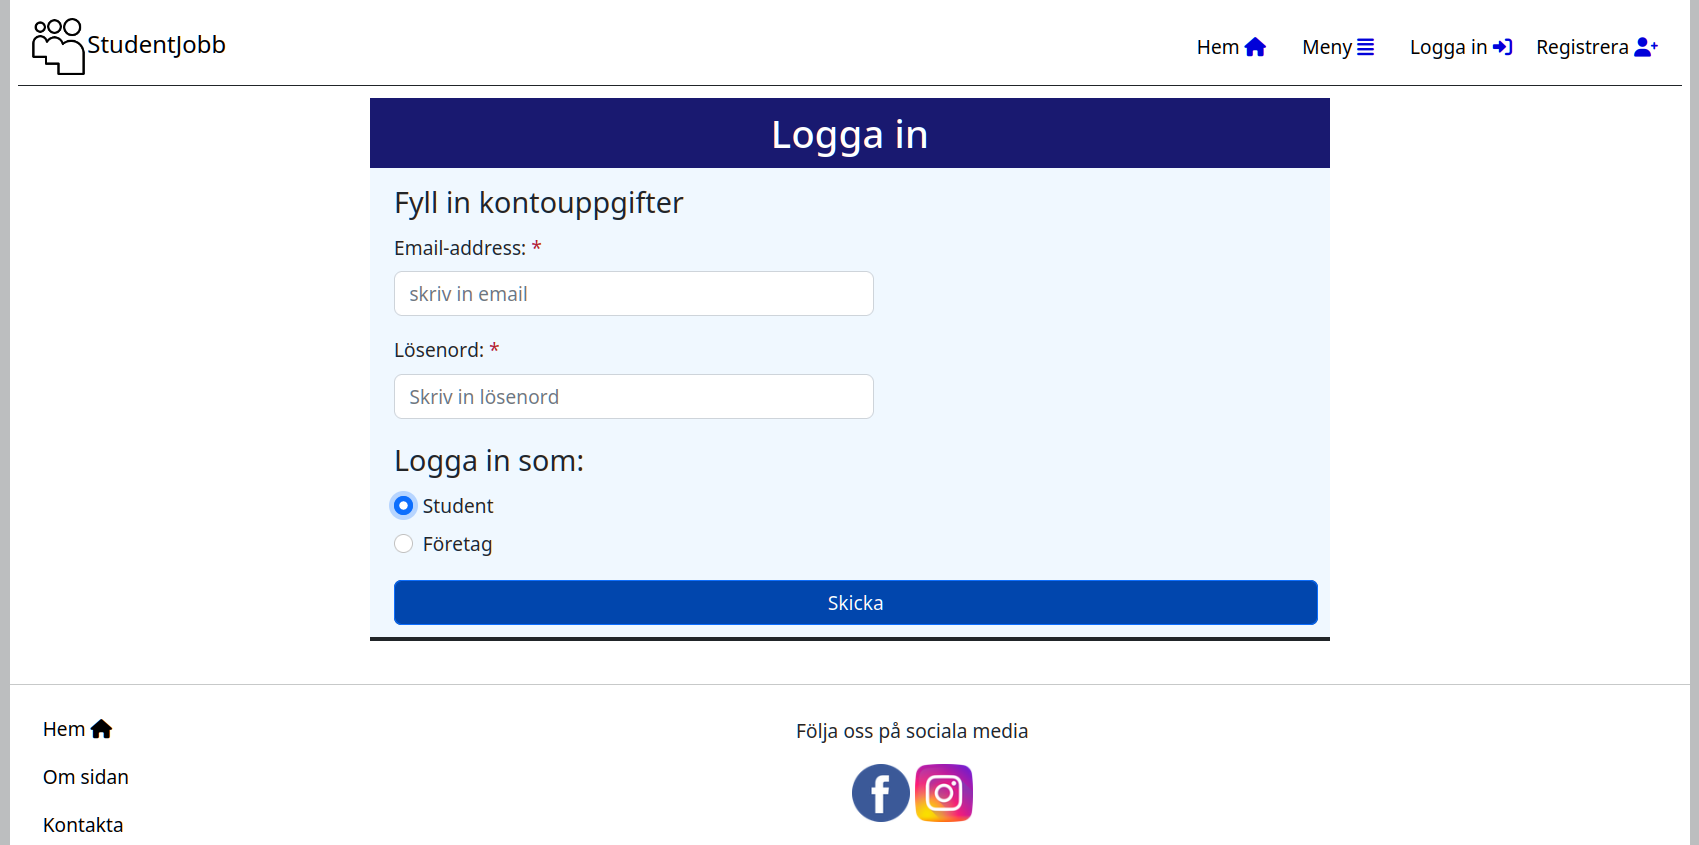 StudentJobb
Hem
Meny
Logga in
Registrera
Logga in
Fyll in kontouppgifter
Email-address: *
skriv in email
Lösenord: *
Skriv in lösenord
Logga in som:
Student
Företag
Skicka
Hem
Om sidan
Kontakta
Följa oss på sociala media